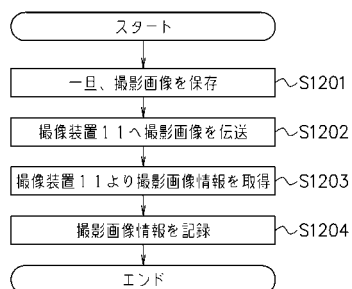 スタート
一旦、撮影画像を保存 S1201
撮像装置11へ撮影画像を伝送 S1202
撮像装置11より撮影画像情報を取得 S1203
撮影画像情報を記録 S1204
エンド